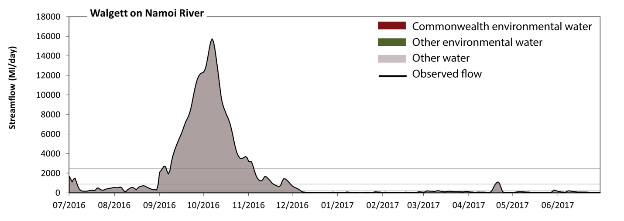 Walgett on Namoi River
Streamflow (Ml/day)
18000
16000
14000
12000
10000
8000
6000
4000
2000
0
Commonwealth environmental water
Other environmental water
Other water
Observed flow
07/2016 08/2016 09/2016 10/2016 11/2016 12/2016 01/2017 02/2017 03/2017 04/2017 05/2017 06/2017